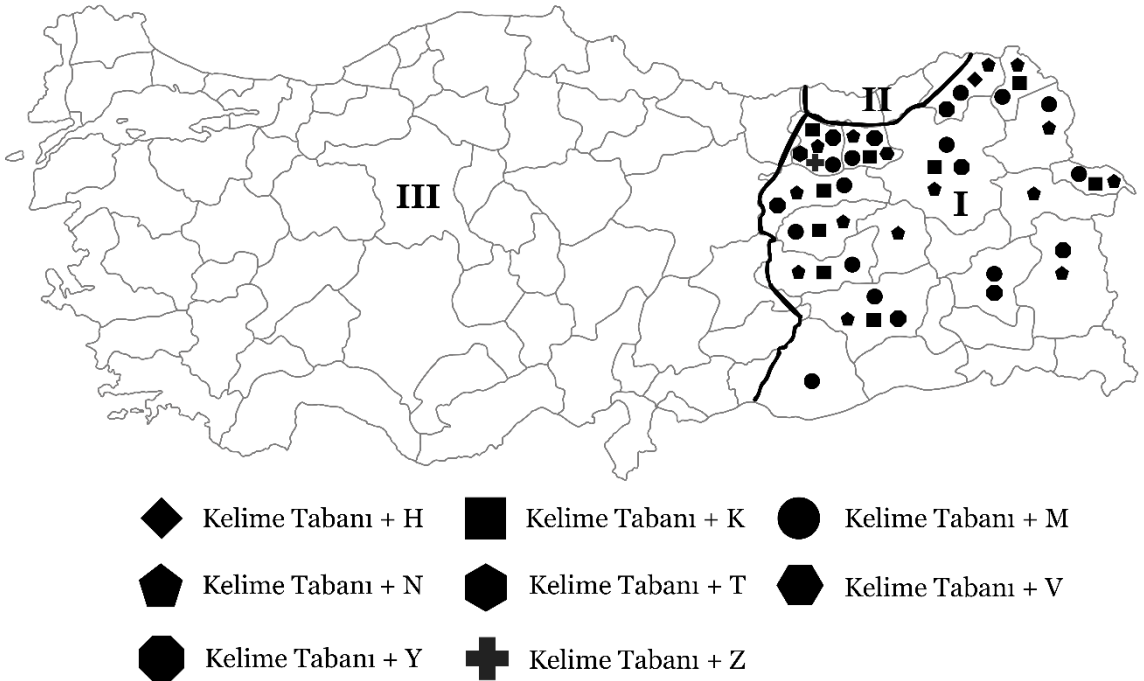 II
III
I
Kelime Tabanı + H
Kelime Tabanı + K
Kelime Tabanı + M
Kelime Tabanı + N
Kelime Tabanı + T
Kelime Tabanı + V
Kelime Tabanı + Y
Kelime Tabanı + Z